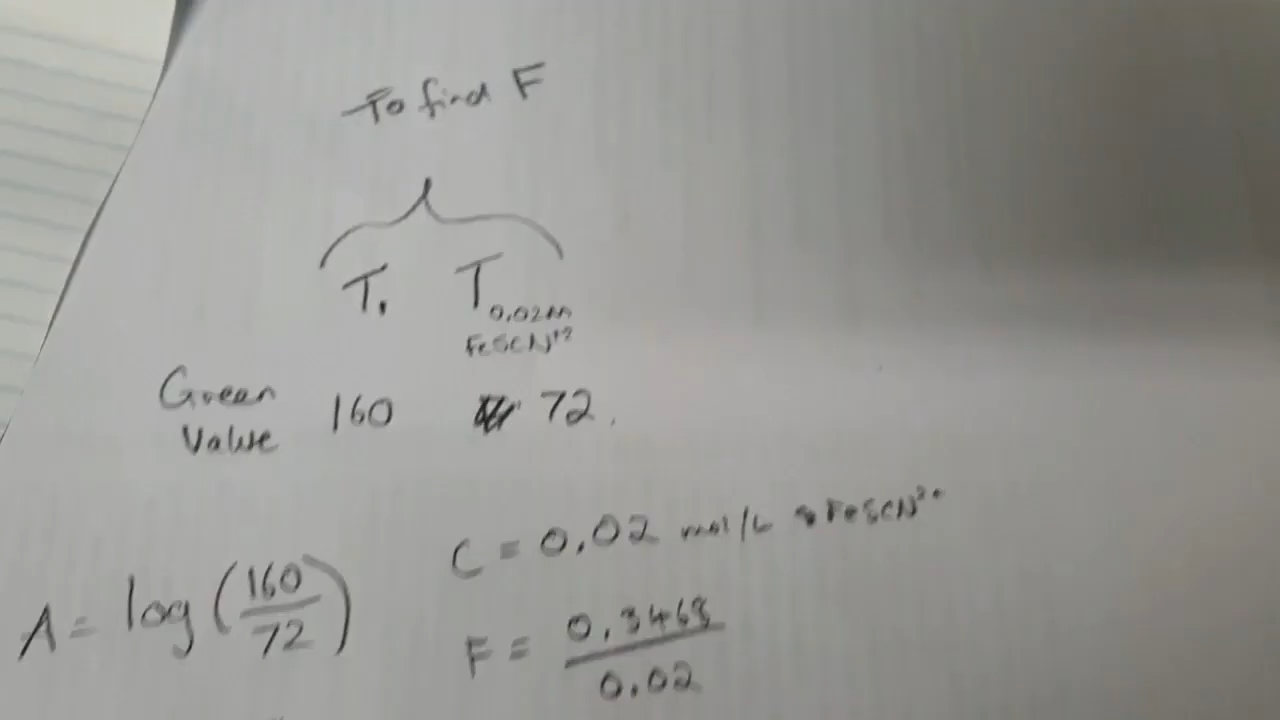 To find F
T₁ T0.02M
FeSCN⁺²
Green 160 72.
Value
C = 0.02 mol/L FeSCN²⁺
A = log(160/72)
F = 0.3468/0.02